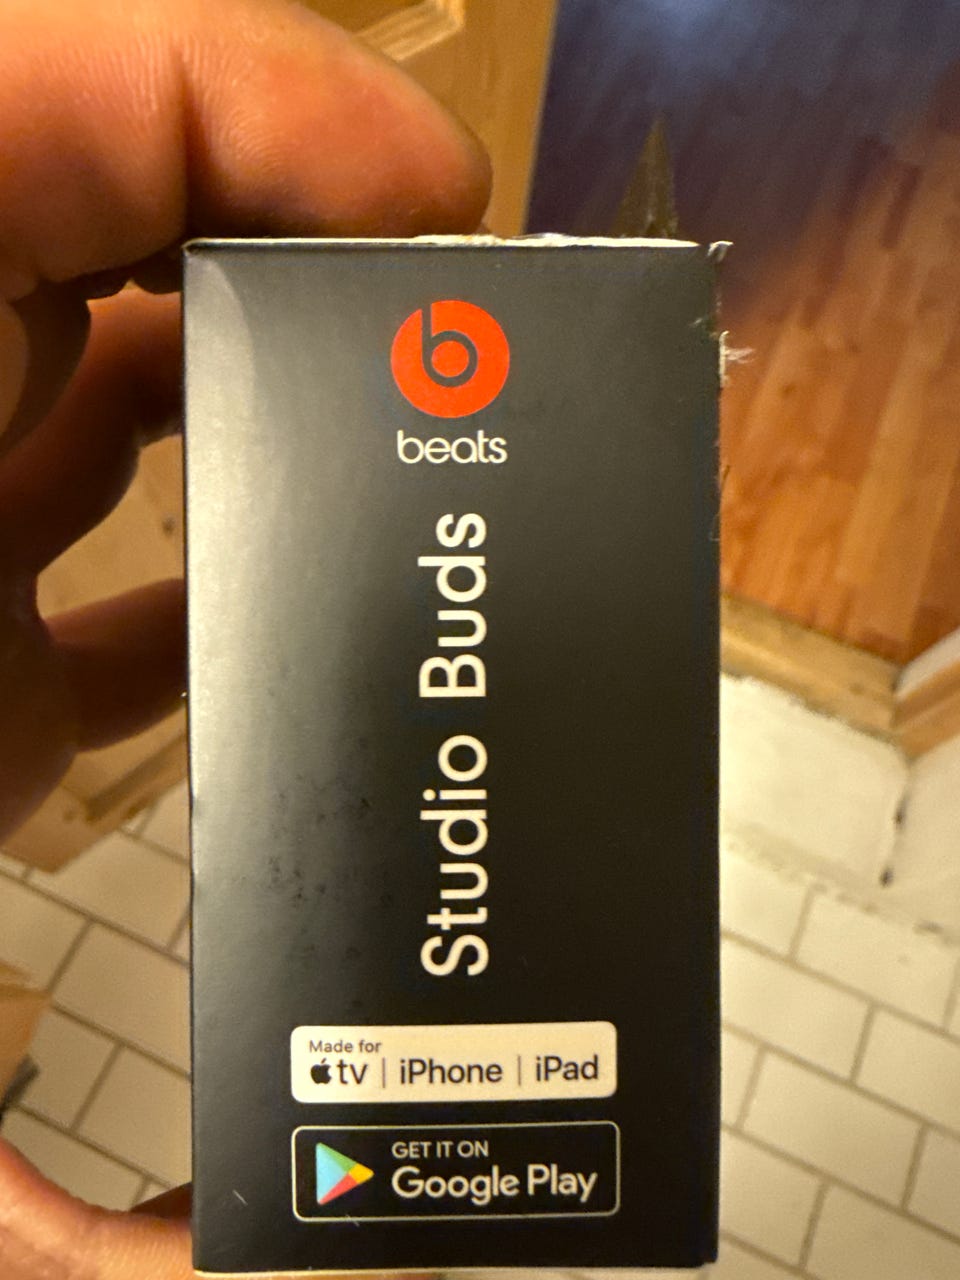 beats
Studio Buds
Made for
tv | iPhone | iPad
GET IT ON
Google Play